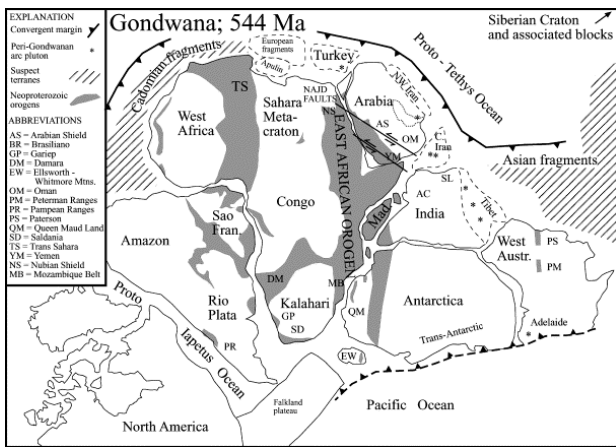 Gondwana; 544 Ma
EXPLANATION
Convergent margin
Peri-Gondwanan
arc pluton
Suspect
terranes
Neoproterozoic
orogens
ABBREVIATIONS
AS = Arabian Shield
BR = Brasiliano
GP = Gariep
DM = Damara
EW = Ellsworth -
Whitmore Mtns.
OM = Oman
PM = Peterman Ranges
PR = Pampean Ranges
PS = Paterson
QM = Queen Maud Land
SD = Saldania
TS = Trans Sahara
YM = Yemen
NS = Nubian Shield
MB = Mozambique Belt
Siberian Craton
and associated blocks
Cadomian fragments
European
fragments
Apulia
Turkey
Proto - Tethys Ocean
NW Iran
TS
NAJD
FAULTS
NS
Arabia
West
Africa
Sahara
Meta-
craton
AS
OM
Iran
YM
EAST AFRICAN OROGEN
Asian fragments
SL
AC
Tibet
Congo
India
Mad.
Sao
Fran.
Amazon
West
Austr.
PS
PM
DM
MB
Kalahari
GP
SD
Rio
Plata
QM
Antarctica
Proto
Iapetus Ocean
PR
Trans-Antarctic
Adelaide
EW
Falkland
plateau
Pacific Ocean
North America